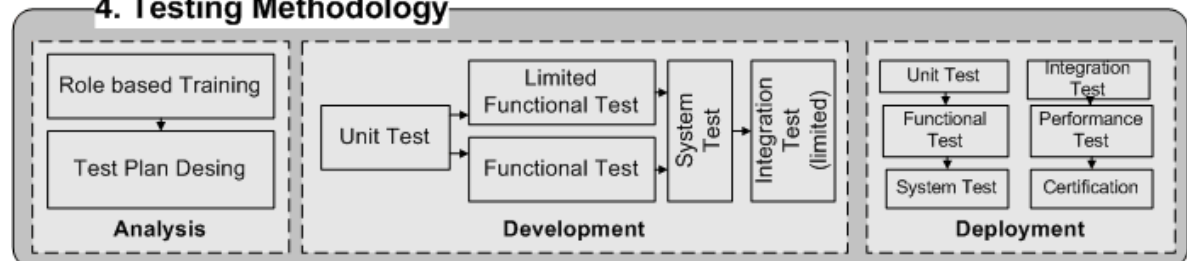 4. Testing Methodology
Role based Training
Test Plan Desing
Analysis
Unit Test
Limited
Functional Test
Functional Test
System
Test
Integration
Test
(limited)
Development
Unit Test
Functional
Test
System Test
Integration
Test
Performance
Test
Certification
Deployment